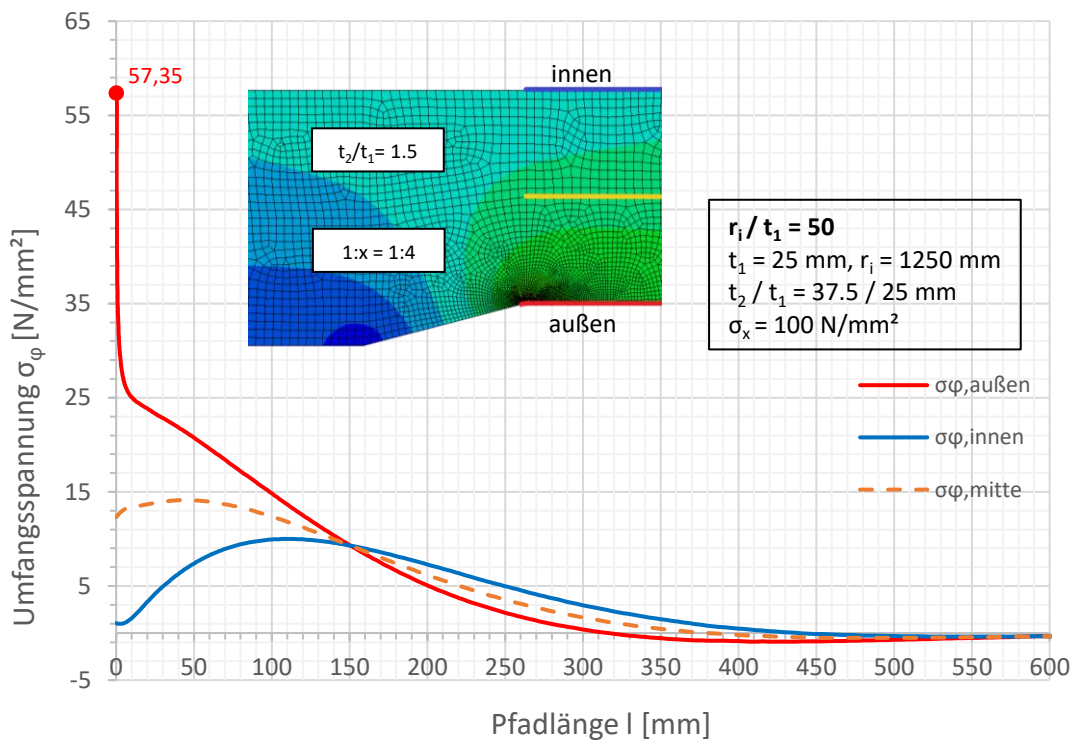 65
55
45
35
25
15
5
-5
Umfangsspannung σφ [N/mm²]
57,35
innen
t₂/t₁= 1.5
1:x = 1:4
außen
rᵢ / t₁ = 50
t₁ = 25 mm, rᵢ = 1250 mm
t₂ / t₁ = 37.5 / 25 mm
σₓ = 100 N/mm²
σφ,außen
σφ,innen
σφ,mitte
0 50 100 150 200 250 300 350 400 450 500 550 600
Pfadlänge l [mm]